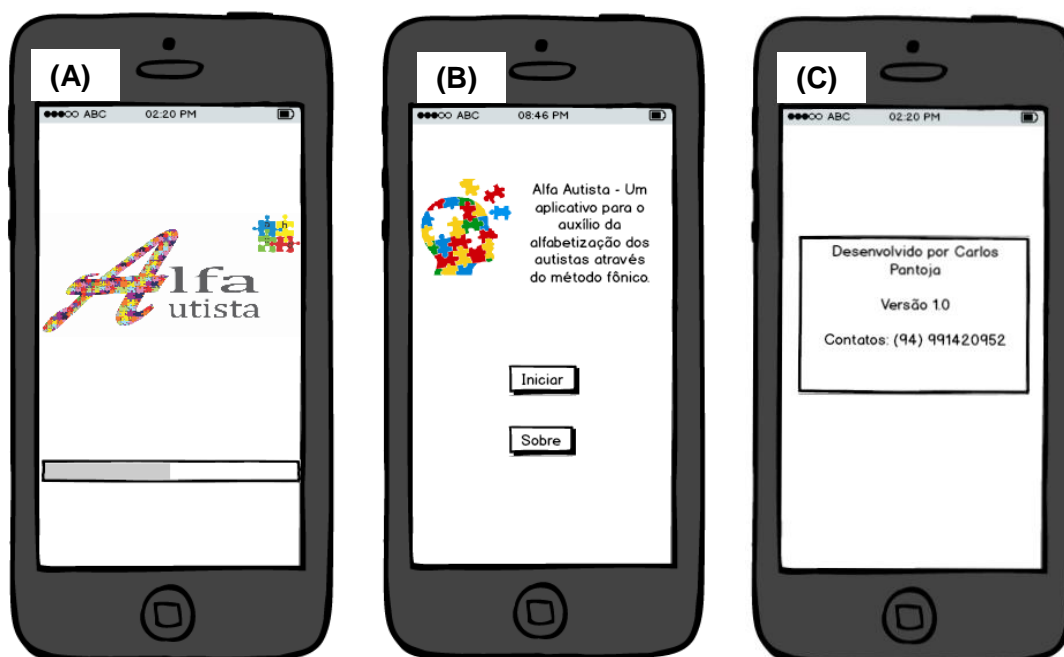 (A)
●●●○○ ABC 02:20 PM
Alfa
Autista
(B)
●●●○○ ABC 08:46 PM
Alfa Autista - Um
aplicativo para o
auxílio da
alfabetização dos
autistas através
do método fônico.
Iniciar
Sobre
(C)
●●●○○ ABC 02:20 PM
Desenvolvido por Carlos
Pantoja
Versão 1.0
Contatos: (94) 991420952